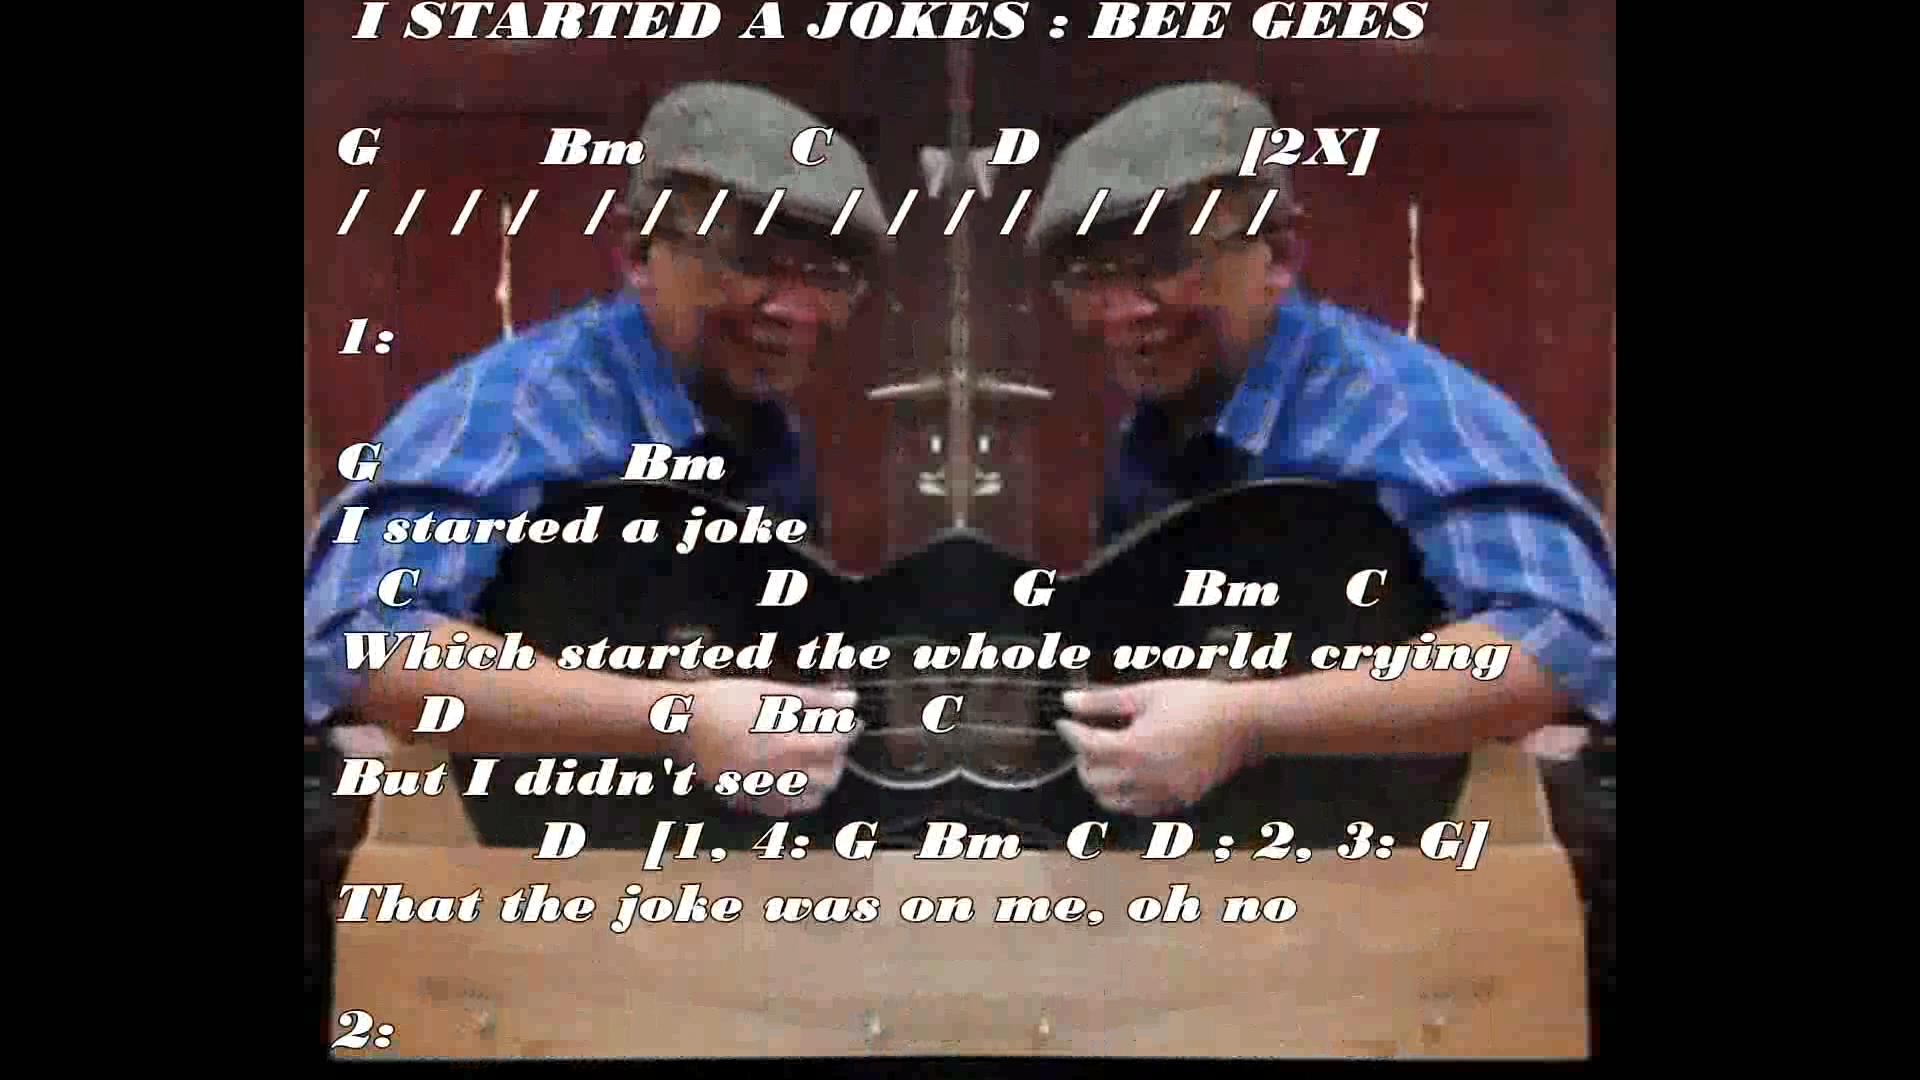 I STARTED A JOKES : BEE GEES
G Bm C D [2X]
/ / / / / / / / / / / / / / / /
1:
G Bm
I started a joke
C D G Bm C
Which started the whole world crying
D G Bm C
But I didn't see
D [1, 4: G Bm C D ; 2, 3: G]
That the joke was on me, oh no
2: